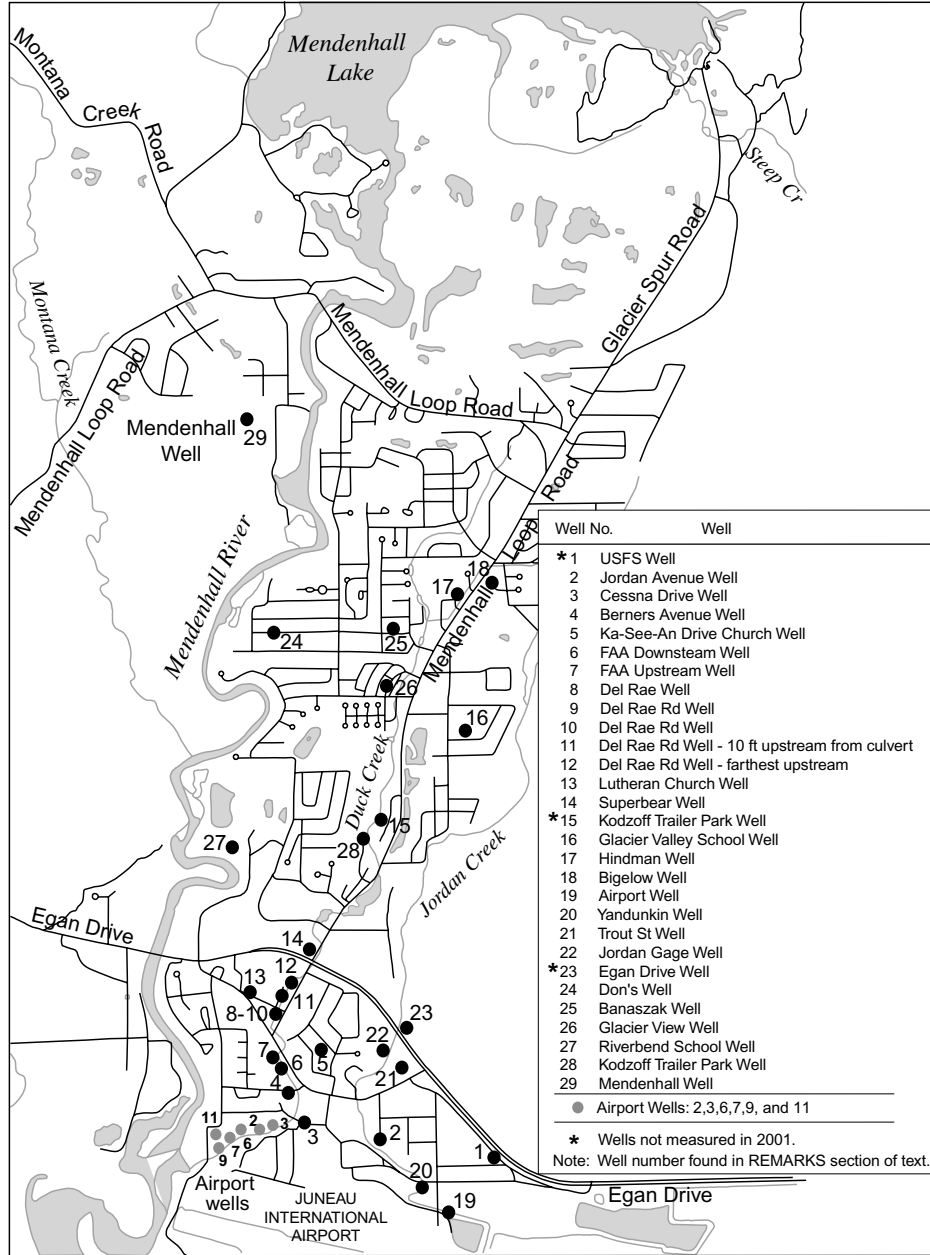 Mendenhall
Lake
Montana
Creek Road
Steep Cr
Glacier Spur Road
Montana Creek
Mendenhall Loop Road
Mendenhall Loop Road
Mendenhall
Well
29
Mendenhall Loop Road
Mendenhall River
18
17
24
25
26
16
Duck Creek
15
28
27
Jordan Creek
Egan Drive
14
12
13
11
8-10
23
22
7
6
5
21
4
11
2
3
3
6
7
9
2
1
20
19
Airport
wells
JUNEAU
INTERNATIONAL
AIRPORT
Egan Drive
Well No. Well
*1 USFS Well
2 Jordan Avenue Well
3 Cessna Drive Well
4 Berners Avenue Well
5 Ka-See-An Drive Church Well
6 FAA Downsteam Well
7 FAA Upstream Well
8 Del Rae Well
9 Del Rae Rd Well
10 Del Rae Rd Well
11 Del Rae Rd Well - 10 ft upstream from culvert
12 Del Rae Rd Well - farthest upstream
13 Lutheran Church Well
14 Superbear Well
*15 Kodzoff Trailer Park Well
16 Glacier Valley School Well
17 Hindman Well
18 Bigelow Well
19 Airport Well
20 Yandunkin Well
21 Trout St Well
22 Jordan Gage Well
*23 Egan Drive Well
24 Don's Well
25 Banaszak Well
26 Glacier View Well
27 Riverbend School Well
28 Kodzoff Trailer Park Well
29 Mendenhall Well
Airport Wells: 2,3,6,7,9, and 11
* Wells not measured in 2001.
Note: Well number found in REMARKS section of text.